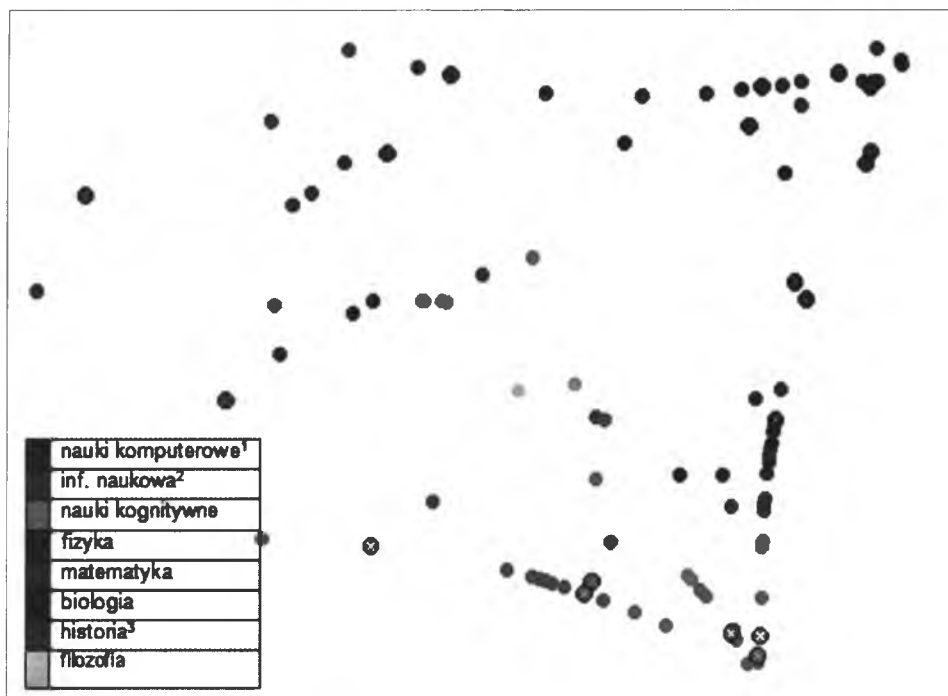 nauki komputerowe¹
inf. naukowa²
nauki kognitywne
fizyka
matematyka
biologia
historia³
filozofia